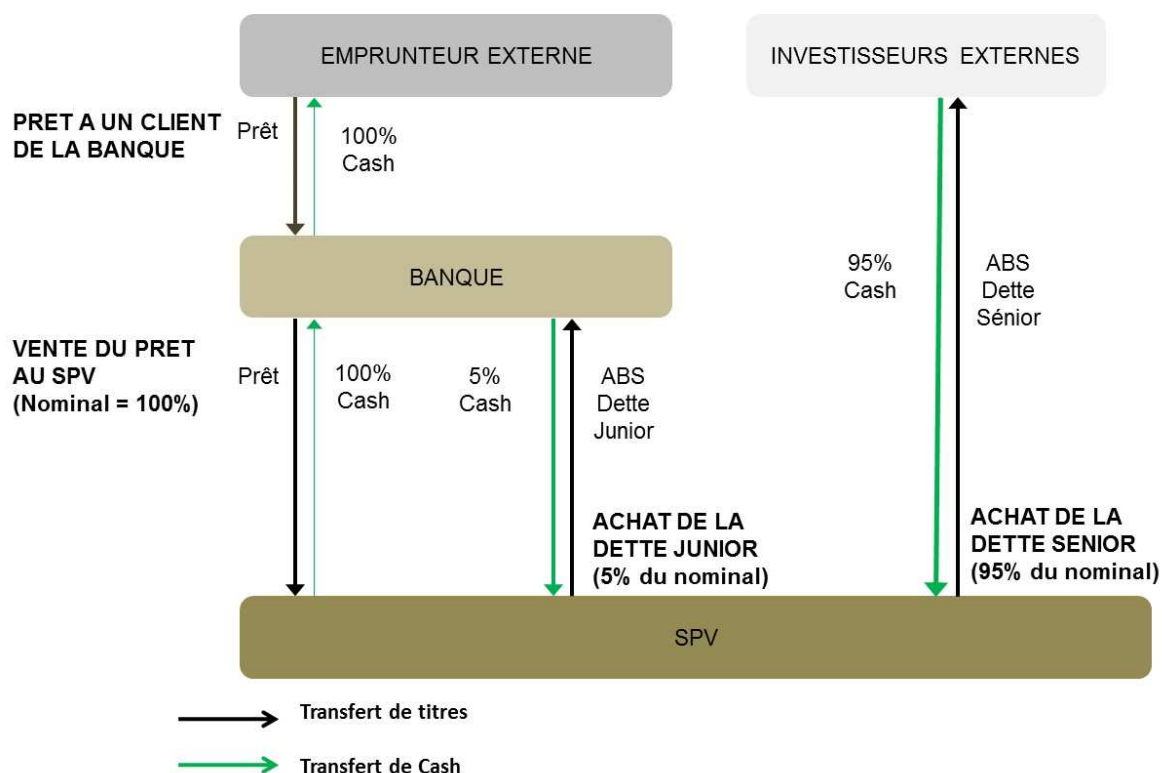 EMPRUNTEUR EXTERNE
INVESTISSEURS EXTERNES
PRET A UN CLIENT
DE LA BANQUE
Prêt
100%
Cash
BANQUE
95%
Cash
ABS
Dette
Sénior
VENTE DU PRET
AU SPV
(Nominal = 100%)
Prêt
100%
Cash
5%
Cash
ABS
Dette
Junior
ACHAT DE LA
DETTE JUNIOR
(5% du nominal)
ACHAT DE LA
DETTE SENIOR
(95% du nominal)
SPV
Transfert de titres
Transfert de Cash